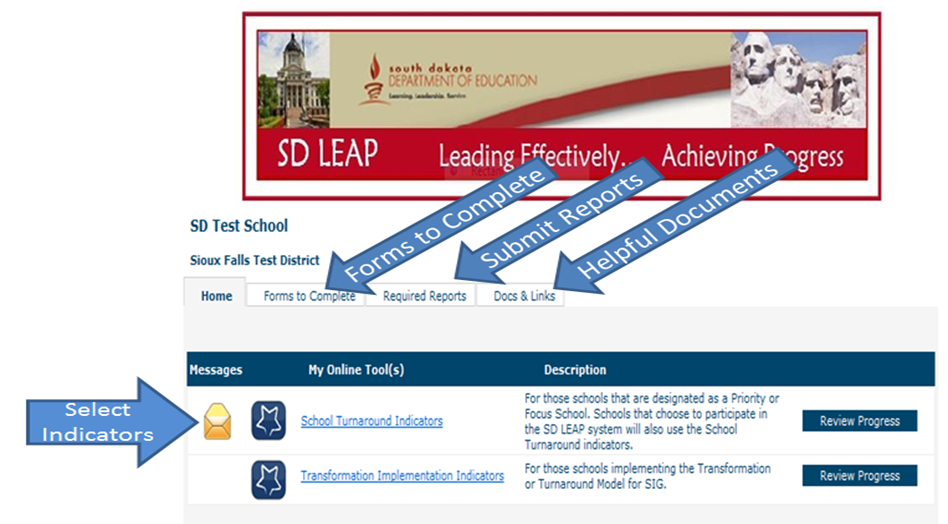 south dakota
DEPARTMENT OF EDUCATION
Learning. Leadership. Service.
SD LEAP Leading Effectively... Achieving Progress
Forms to Complete
Submit Reports
Helpful Documents
SD Test School
Sioux Falls Test District
Home Forms to Complete Required Reports Docs & Links
Messages My Online Tool(s) Description
Select
Indicators
School Turnaround Indicators
For those schools that are designated as a Priority or
Focus School. Schools that choose to participate in
the SD LEAP system will also use the School
Turnaround indicators.
Review Progress
Transformation Implementation Indicators
For those schools implementing the Transformation
or Turnaround Model for SIG.
Review Progress